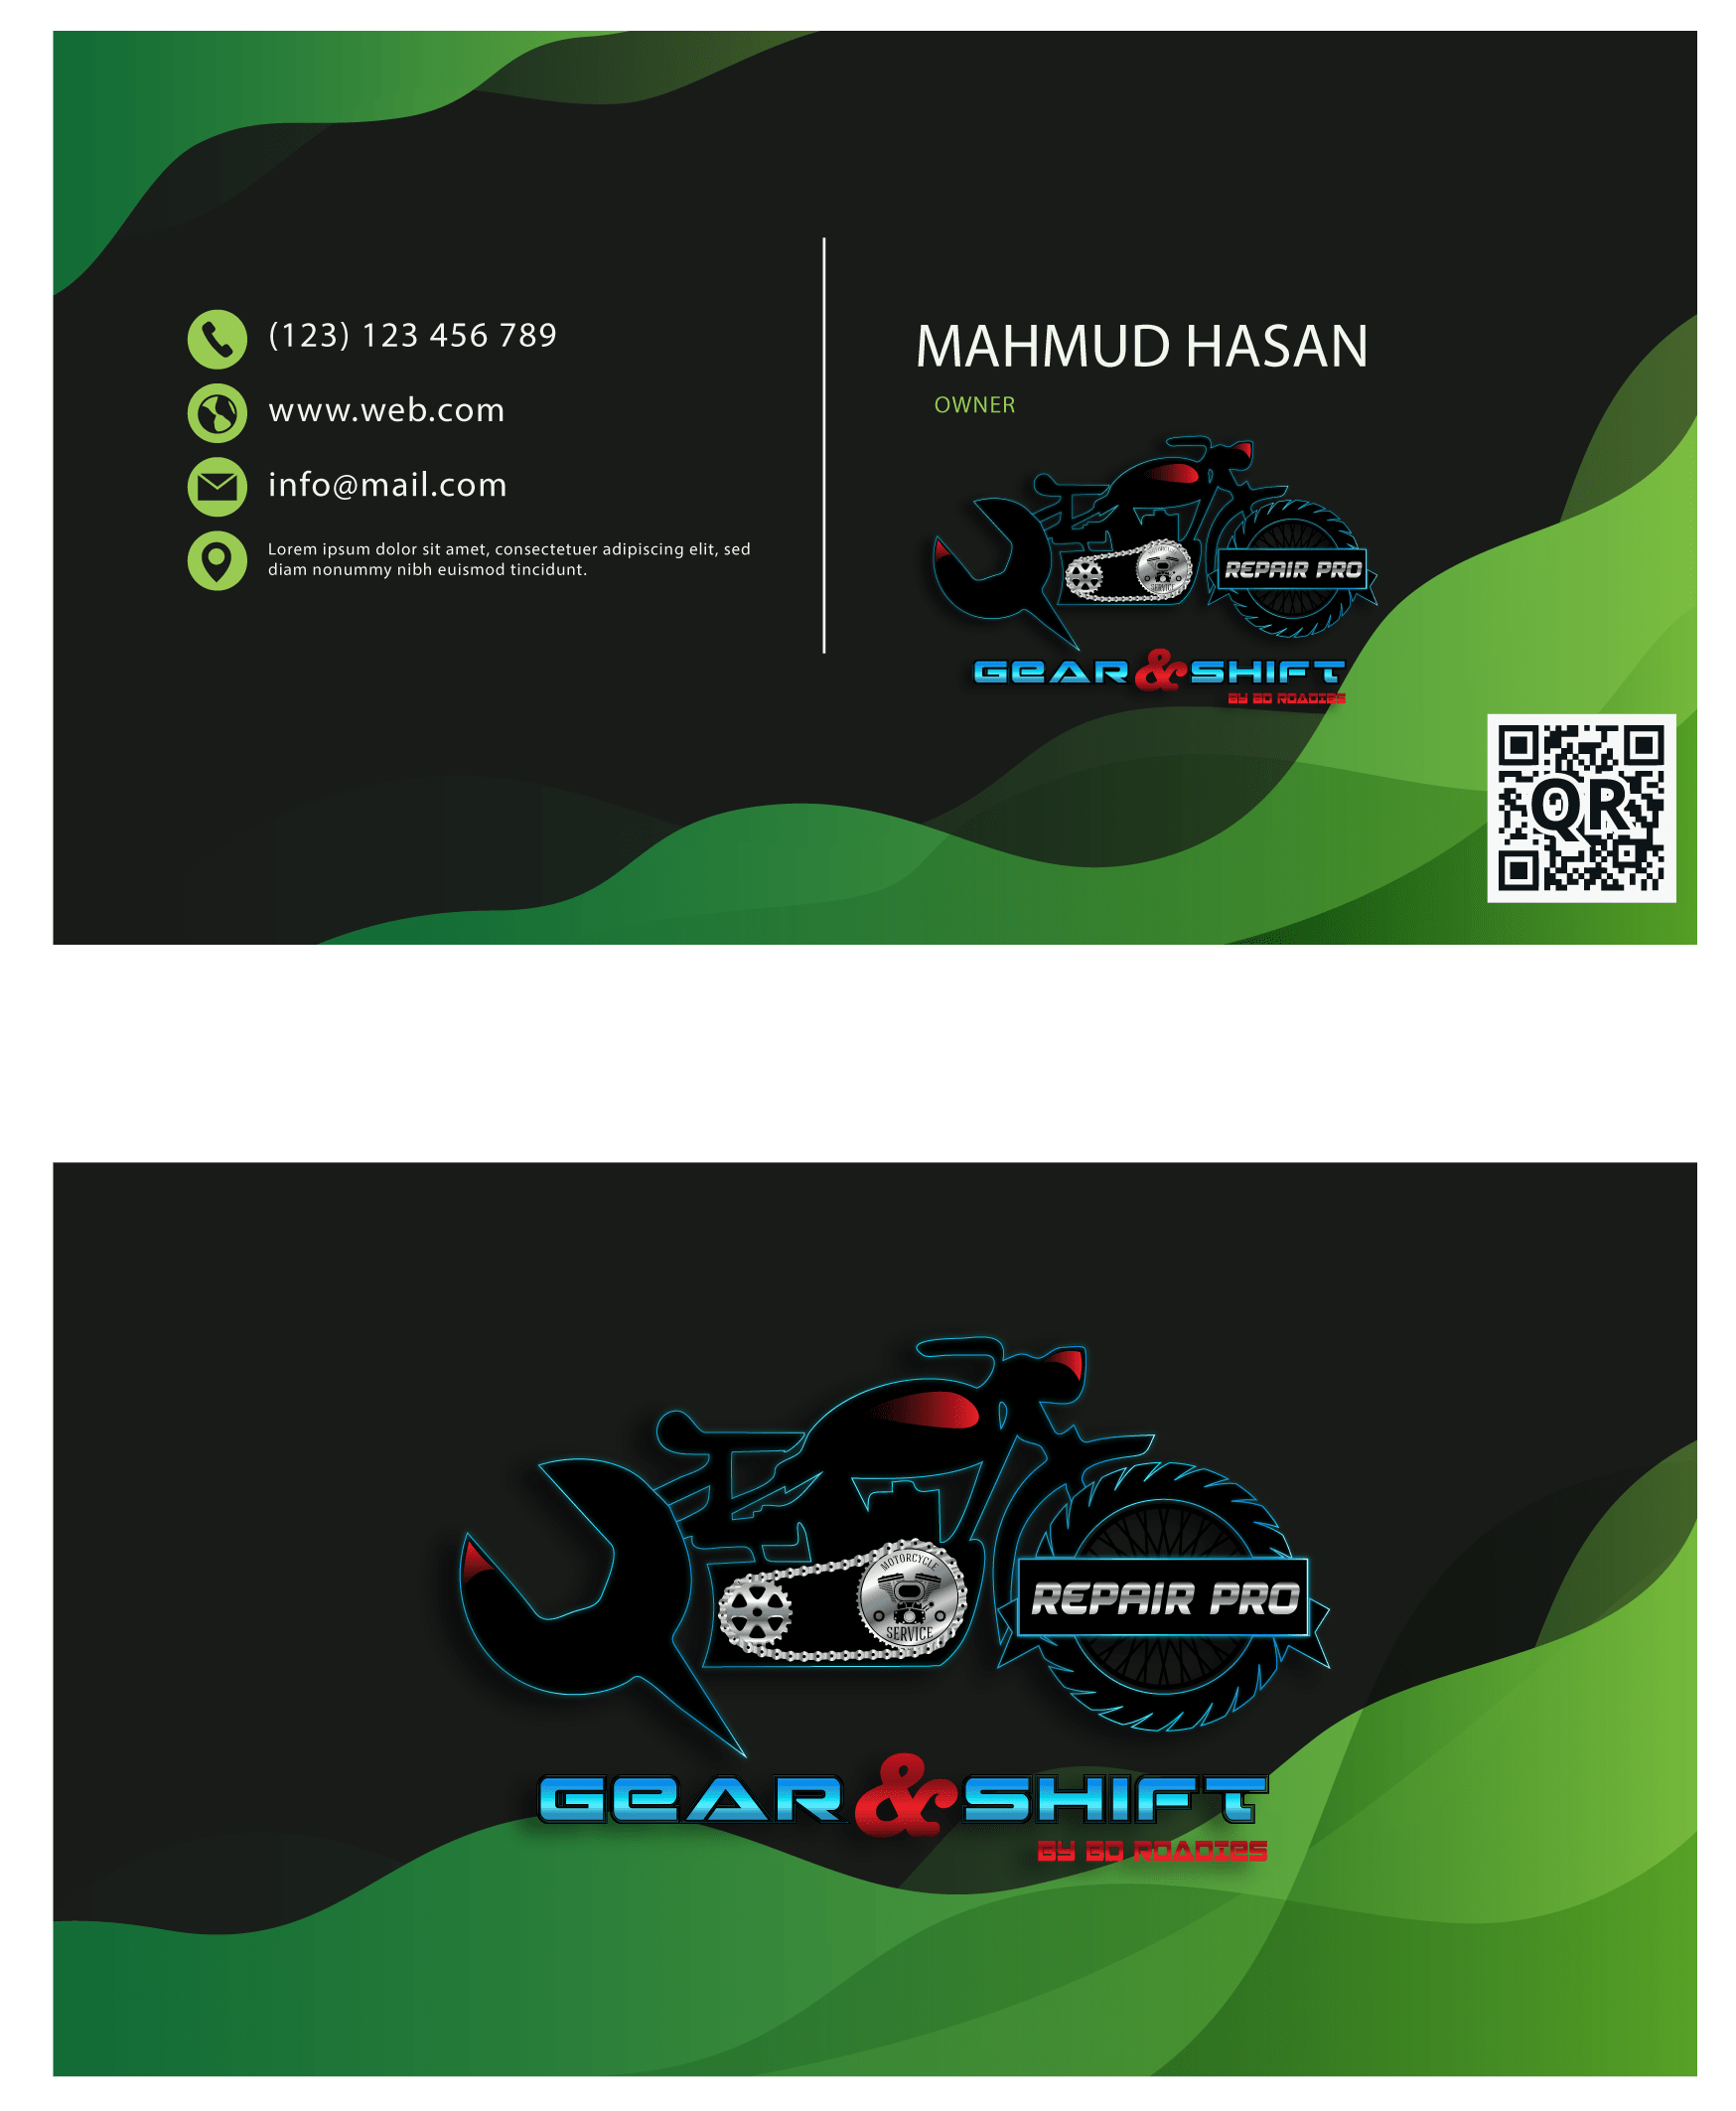 (123) 123 456 789
www.web.com
info@mail.com
Lorem ipsum dolor sit amet, consectetuer adipiscing elit, sed
diam nonummy nibh euismod tincidunt.
MAHMUD HASAN
OWNER
MOTORCYCLE
SERVICE
REPAIR PRO
GEAR&SHIFT
BY BD ROADIES
QR
MOTORCYCLE
SERVICE
REPAIR PRO
GEAR&SHIFT
BY BD ROADIES